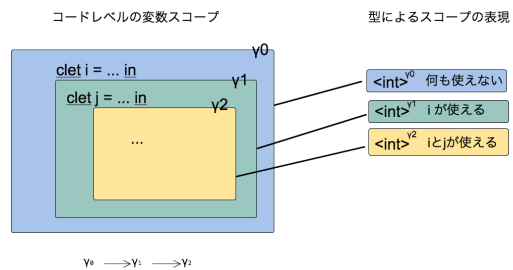 コードレベルの変数スコープ
型によるスコープの表現
γ0
clet i = ... in
γ1
clet j = ... in
γ2
...
<int>γ0 何も使えない
<int>γ1 i が使える
<int>γ2 iとjが使える
γ₀ → γ₁ → γ₂